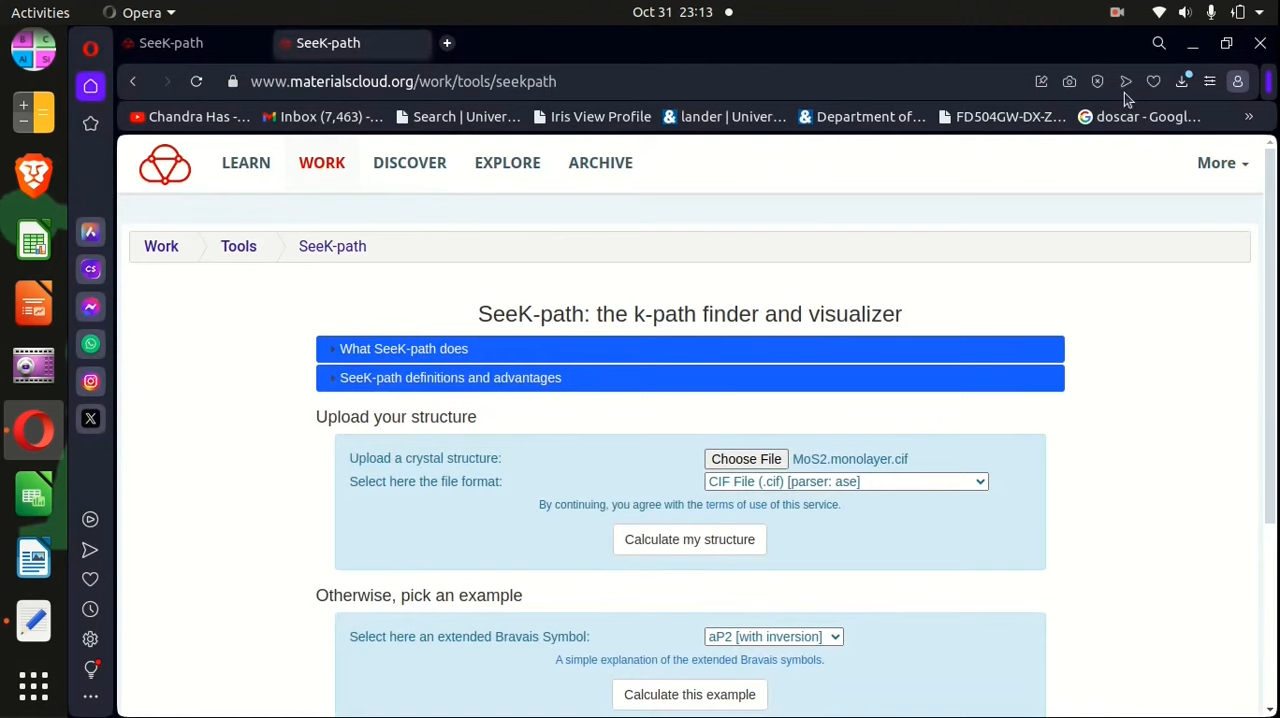 Activities Opera Oct 31 23:13
SeeK-path SeeK-path
www.materialscloud.org/work/tools/seekpath
Chandra Has -... Inbox (7,463) -... Search | Univer... Iris View Profile lander | Univer... Department of... FD504GW-DX-Z... doscar - Googl...
LEARN WORK DISCOVER EXPLORE ARCHIVE More
Work Tools SeeK-path
SeeK-path: the k-path finder and visualizer
What SeeK-path does
SeeK-path definitions and advantages
Upload your structure
Upload a crystal structure: Choose File MoS2.monolayer.cif
Select here the file format: CIF File (.cif) [parser: ase]
By continuing, you agree with the terms of use of this service.
Calculate my structure
Otherwise, pick an example
Select here an extended Bravais Symbol: aP2 [with inversion]
A simple explanation of the extended Bravais symbols.
Calculate this example